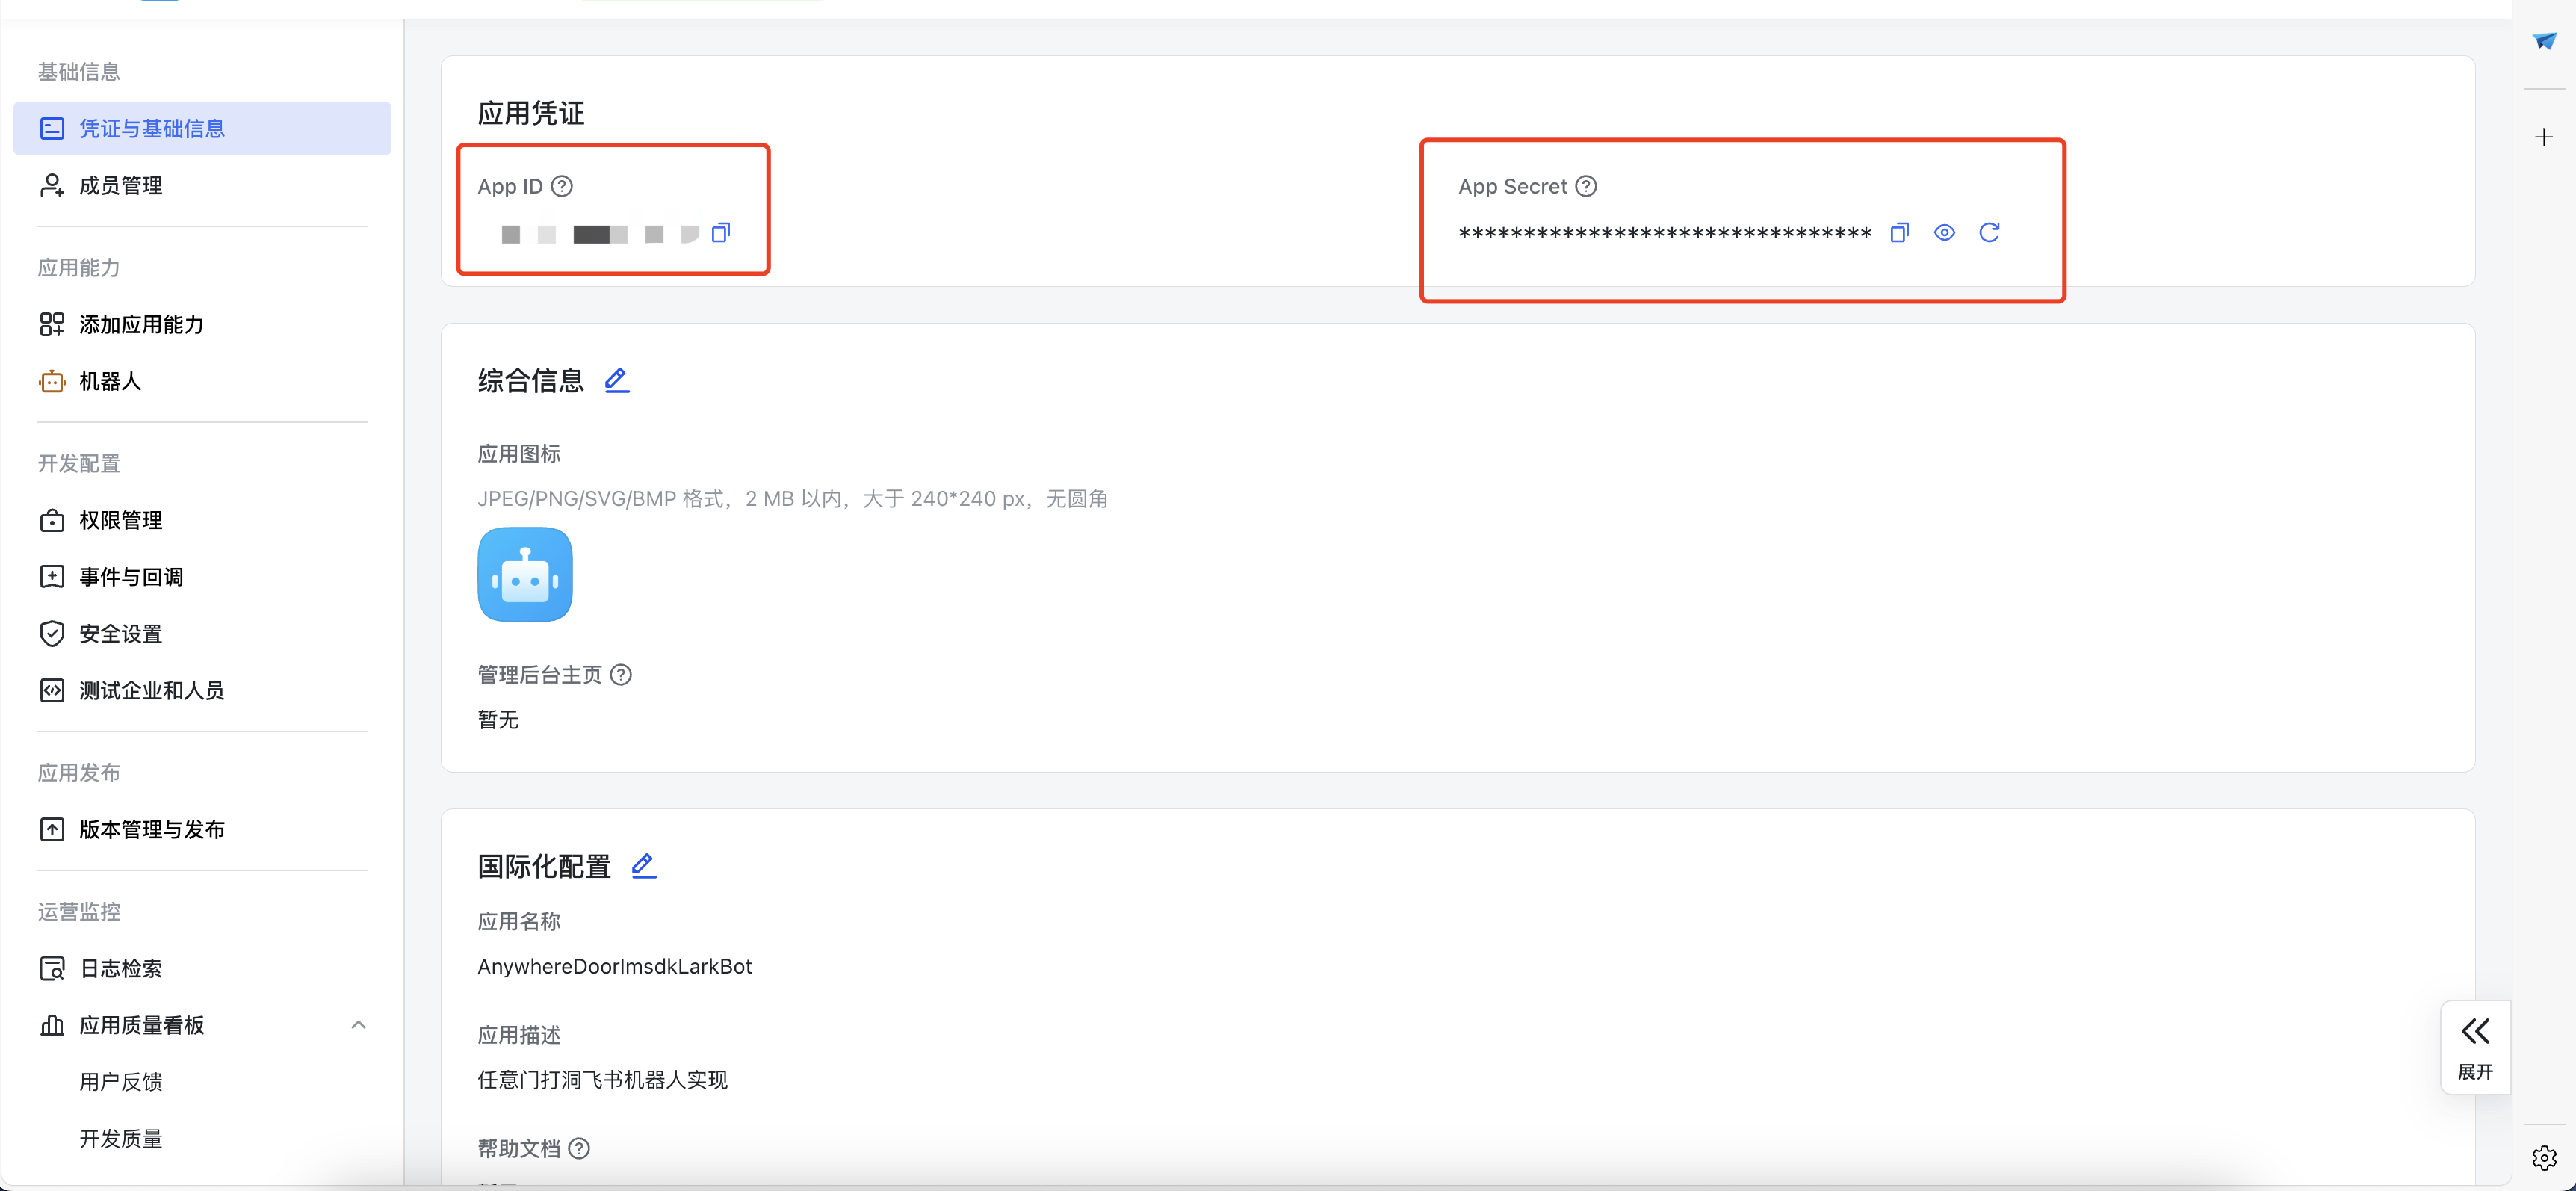 基础信息
凭证与基础信息
成员管理
应用能力
添加应用能力
机器人
开发配置
权限管理
事件与回调
安全设置
测试企业和人员
应用发布
版本管理与发布
运营监控
日志检索
应用质量看板
用户反馈
开发质量
应用凭证
App ID
App Secret
********************************
综合信息
应用图标
JPEG/PNG/SVG/BMP 格式，2 MB 以内，大于 240*240 px，无圆角
管理后台主页
暂无
国际化配置
应用名称
AnywhereDoorImsdkLarkBot
应用描述
任意门打洞飞书机器人实现
帮助文档
展开